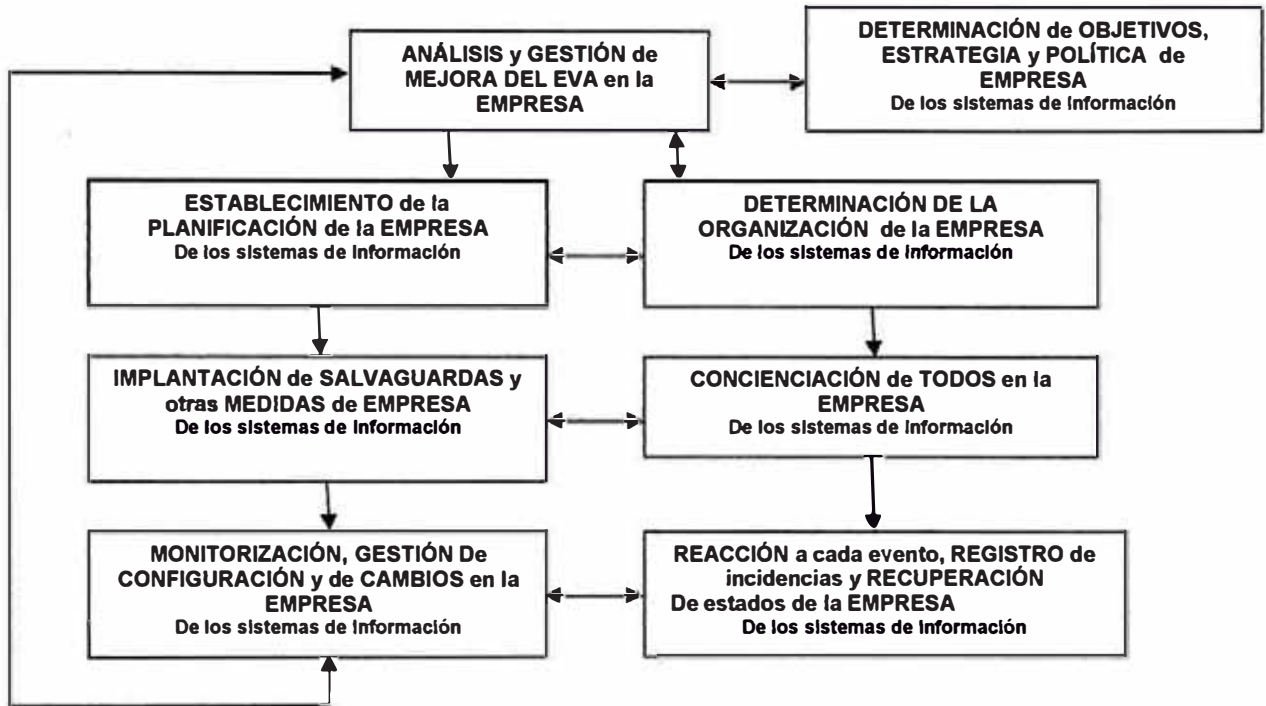 ANÁLISIS y GESTIÓN de
MEJORA DEL EVA en la
EMPRESA
DETERMINACIÓN de OBJETIVOS,
ESTRATEGIA y POLÍTICA de
EMPRESA
De los sistemas de información
ESTABLECIMIENTO de la
PLANIFICACIÓN de la EMPRESA
De los sistemas de información
DETERMINACIÓN DE LA
ORGANIZACIÓN de la EMPRESA
De los sistemas de información
IMPLANTACIÓN de SALVAGUARDAS y
otras MEDIDAS de EMPRESA
De los sistemas de información
CONCIENCIACIÓN de TODOS en la
EMPRESA
De los sistemas de información
MONITORIZACIÓN, GESTIÓN De
CONFIGURACIÓN y de CAMBIOS en la
EMPRESA
De los sistemas de información
REACCIÓN a cada evento, REGISTRO de
incidencias y RECUPERACIÓN
De estados de la EMPRESA
De los sistemas de información